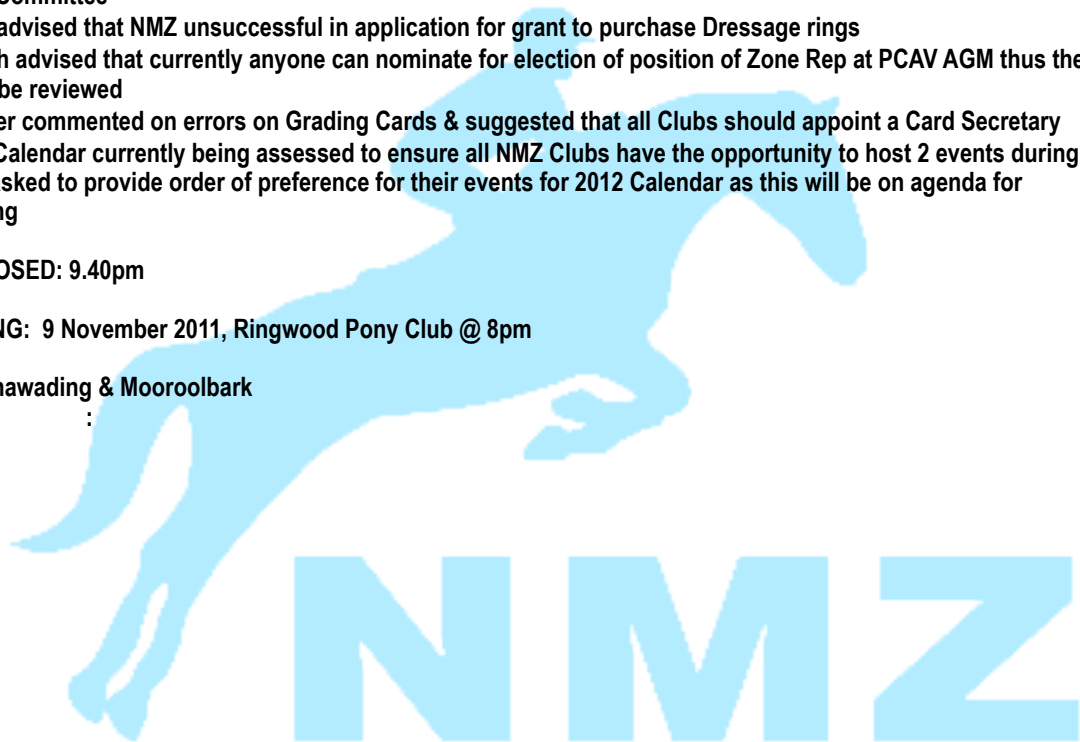 Committee
advised that NMZ unsuccessful in application for grant to purchase Dressage rings
h advised that currently anyone can nominate for election of position of Zone Rep at PCAV AGM thus the
be reviewed
er commented on errors on Grading Cards & suggested that all Clubs should appoint a Card Secretary
Calendar currently being assessed to ensure all NMZ Clubs have the opportunity to host 2 events during
sked to provide order of preference for their events for 2012 Calendar as this will be on agenda for
ng
OSED: 9.40pm
NG: 9 November 2011, Ringwood Pony Club @ 8pm
nawading & Mooroolbark
:
NMZ